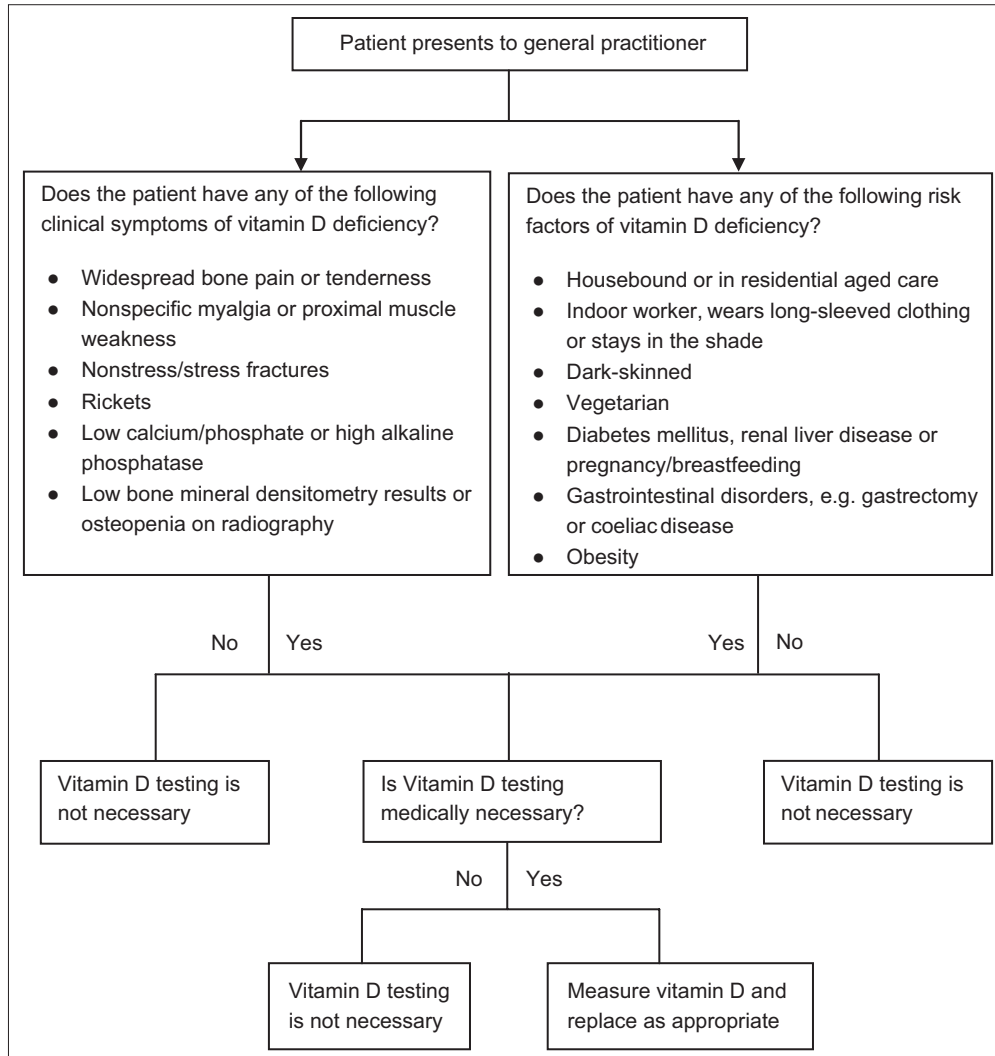 Patient presents to general practitioner
Does the patient have any of the following
clinical symptoms of vitamin D deficiency?
● Widespread bone pain or tenderness
● Nonspecific myalgia or proximal muscle
weakness
● Nonstress/stress fractures
● Rickets
● Low calcium/phosphate or high alkaline
phosphatase
● Low bone mineral densitometry results or
osteopenia on radiography
Does the patient have any of the following risk
factors of vitamin D deficiency?
● Housebound or in residential aged care
● Indoor worker, wears long-sleeved clothing
or stays in the shade
● Dark-skinned
● Vegetarian
● Diabetes mellitus, renal liver disease or
pregnancy/breastfeeding
● Gastrointestinal disorders, e.g. gastrectomy
or coeliac disease
● Obesity
No Yes
Yes No
Vitamin D testing is
not necessary
Is Vitamin D testing
medically necessary?
Vitamin D testing is
not necessary
No Yes
Vitamin D testing
is not necessary
Measure vitamin D and
replace as appropriate